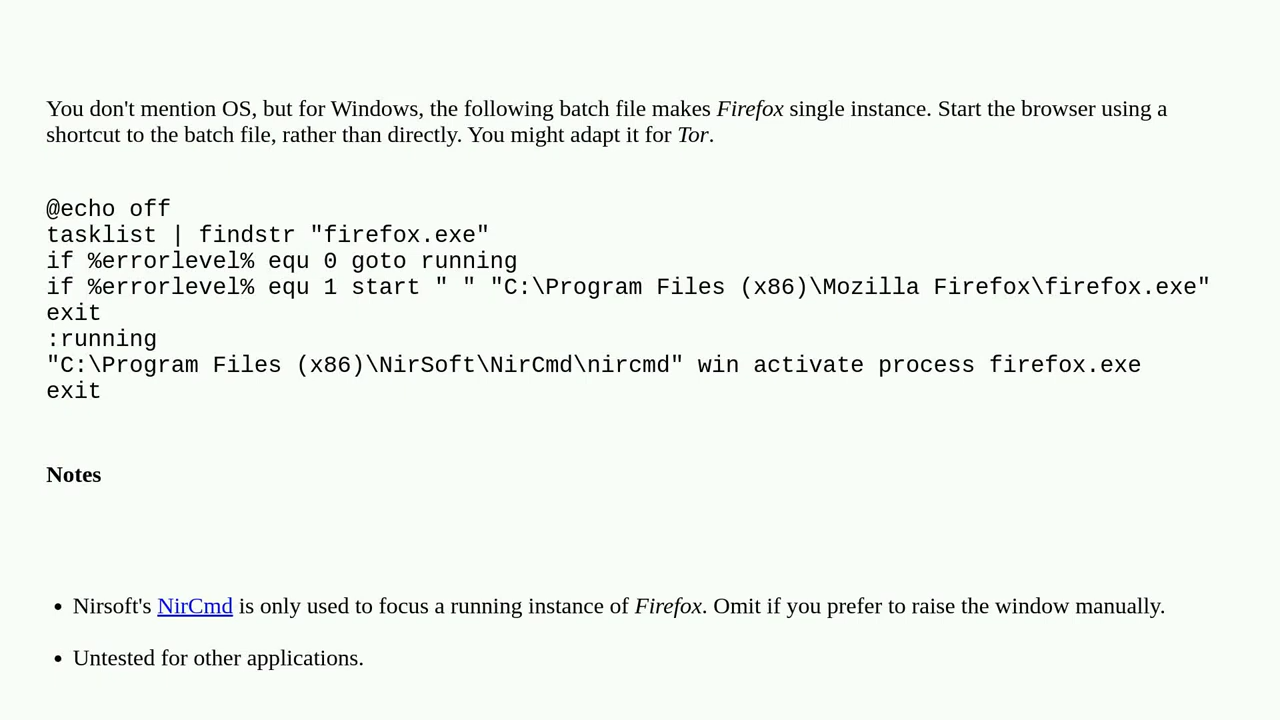 You don't mention OS, but for Windows, the following batch file makes Firefox single instance. Start the browser using a
shortcut to the batch file, rather than directly. You might adapt it for Tor.
@echo off
tasklist | findstr "firefox.exe"
if %errorlevel% equ 0 goto running
if %errorlevel% equ 1 start " " "C:\Program Files (x86)\Mozilla Firefox\firefox.exe"
exit
:running
"C:\Program Files (x86)\NirSoft\NirCmd\nircmd" win activate process firefox.exe
exit
Notes
• Nirsoft's NirCmd is only used to focus a running instance of Firefox. Omit if you prefer to raise the window manually.
• Untested for other applications.